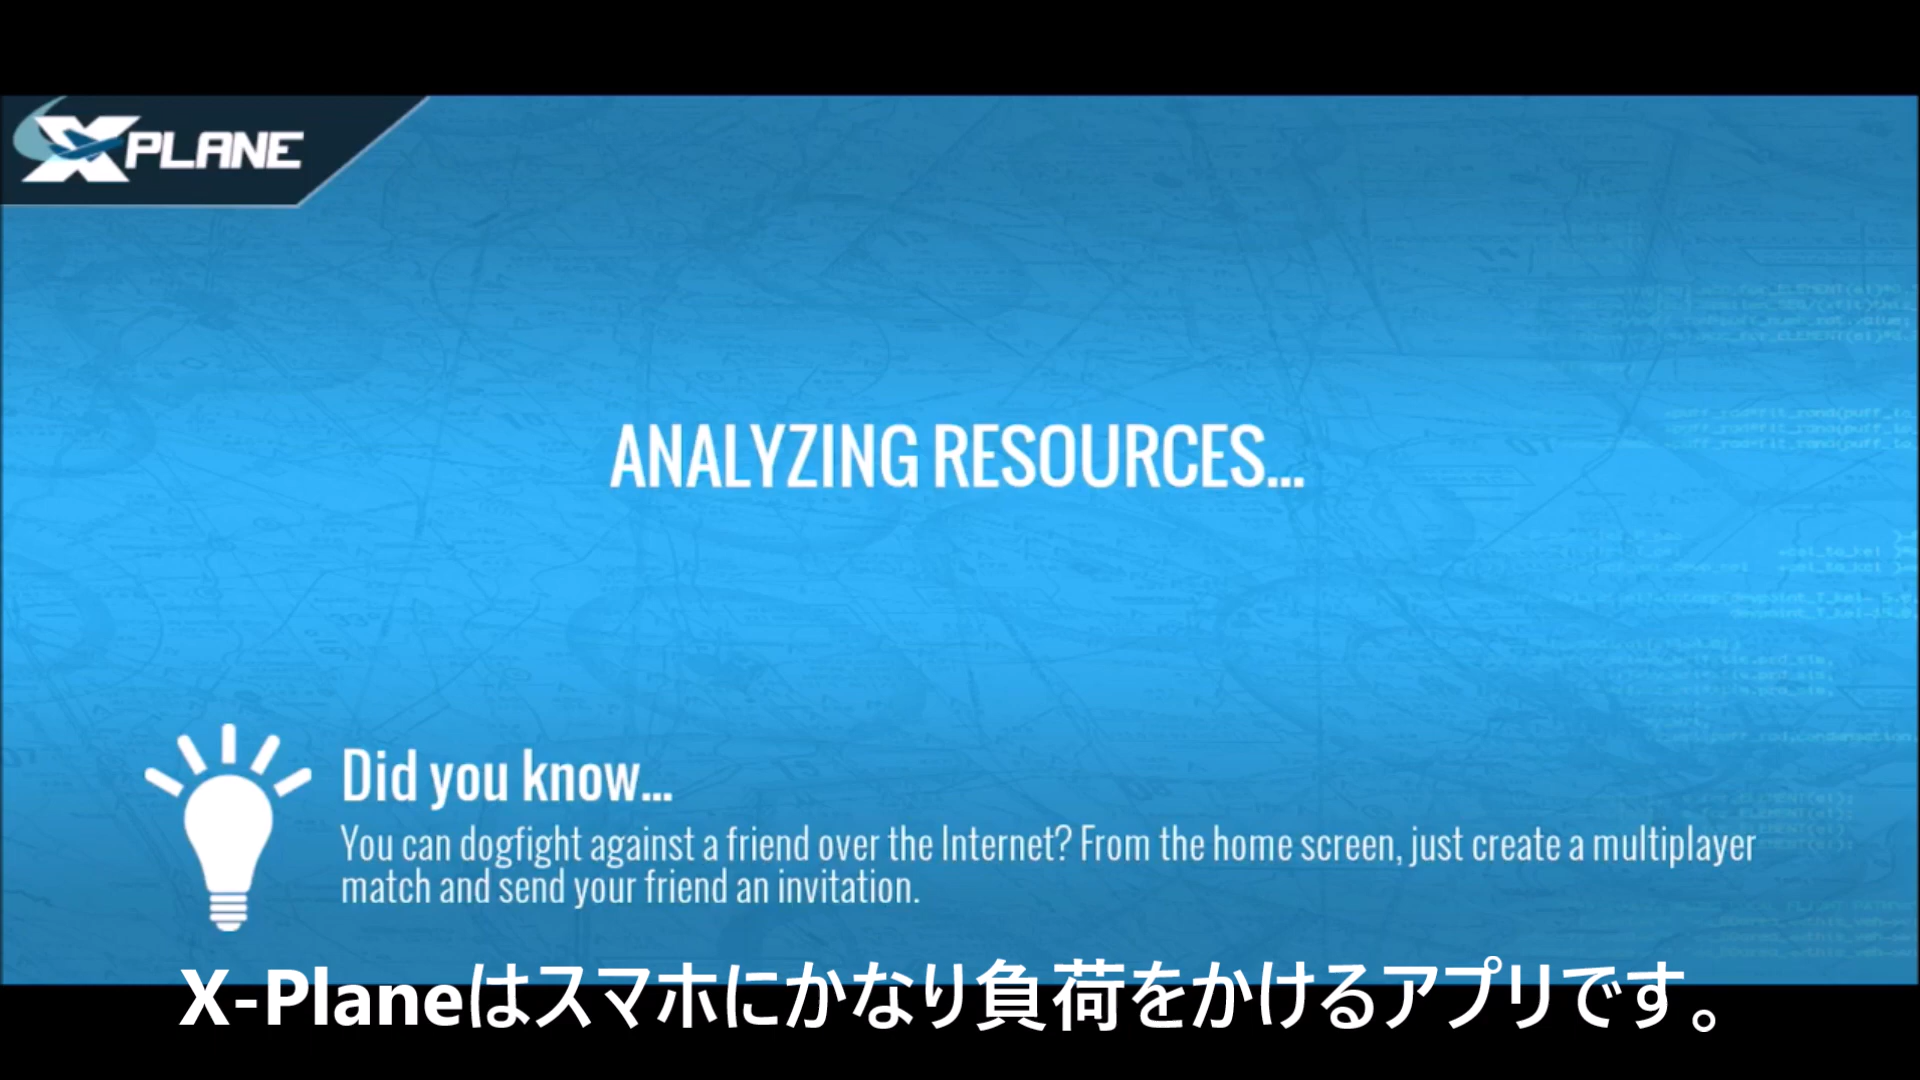 X PLANE
ANALYZING RESOURCES...
Did you know...
You can dogfight against a friend over the Internet? From the home screen, just create a multiplayer
match and send your friend an invitation.
X-Planeはスマホにかなり負荷をかけるアプリです。